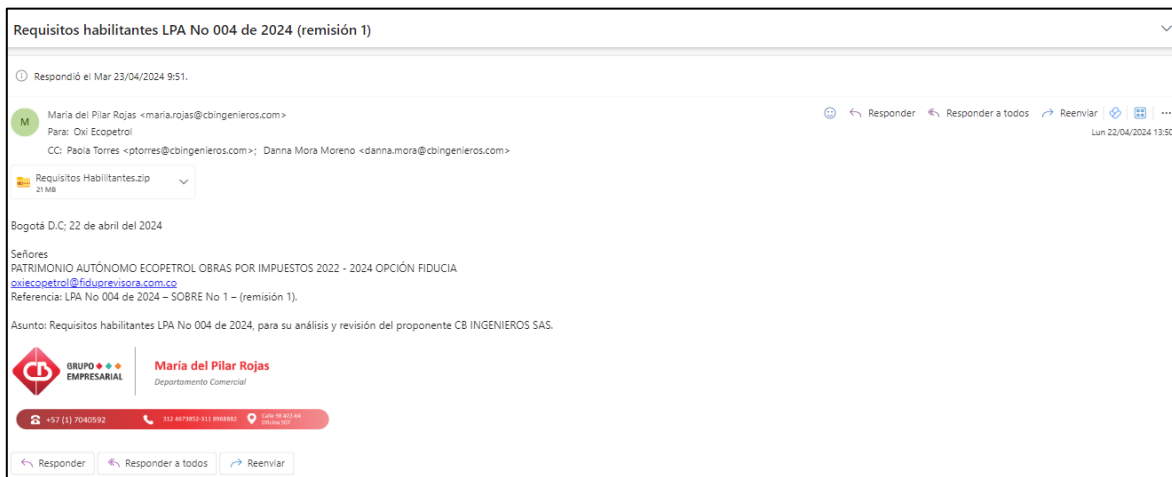 Requisitos habilitantes LPA No 004 de 2024 (remisión 1)
Respondió el Mar 23/04/2024 9:51.
M
Maria del Pilar Rojas <maria.rojas@cbingenieros.com>
Responder Responder a todos Reenviar
Para: Oxi Ecopetrol
Lun 22/04/2024 13:50
CC: Paola Torres <ptorres@cbingenieros.com>; Danna Mora Moreno <danna.mora@cbingenieros.com>
Requisitos Habilitantes.zip
21 MB
Bogotá D.C; 22 de abril del 2024
Señores
PATRIMONIO AUTÓNOMO ECOPETROL OBRAS POR IMPUESTOS 2022 - 2024 OPCIÓN FIDUCIA
oxiecopetrol@fiduprevisora.com.co
Referencia: LPA No 004 de 2024 – SOBRE No 1 – (remisión 1).
Asunto: Requisitos habilitantes LPA No 004 de 2024, para su análisis y revisión del proponente CB INGENIEROS SAS.
CB
GRUPO
EMPRESARIAL
María del Pilar Rojas
Departamento Comercial
+57 (1) 7040592
Oficina 507
Responder Responder a todos Reenviar